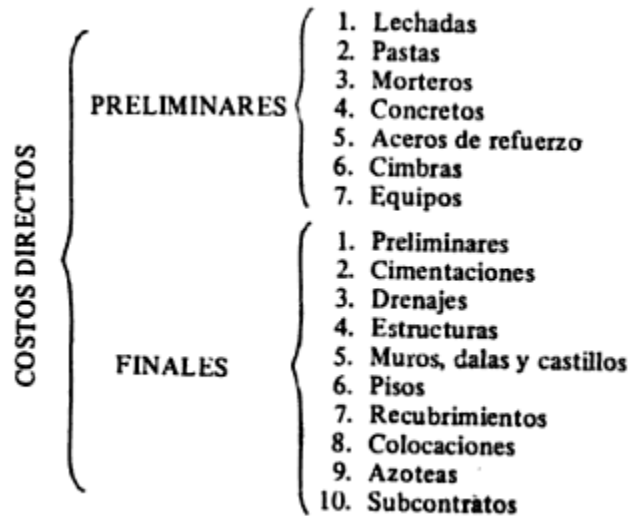 COSTOS DIRECTOS
PRELIMINARES
1. Lechadas
2. Pastas
3. Morteros
4. Concretos
5. Aceros de refuerzo
6. Cimbras
7. Equipos
FINALES
1. Preliminares
2. Cimentaciones
3. Drenajes
4. Estructuras
5. Muros, dalas y castillos
6. Pisos
7. Recubrimientos
8. Colocaciones
9. Azoteas
10. Subcontratos